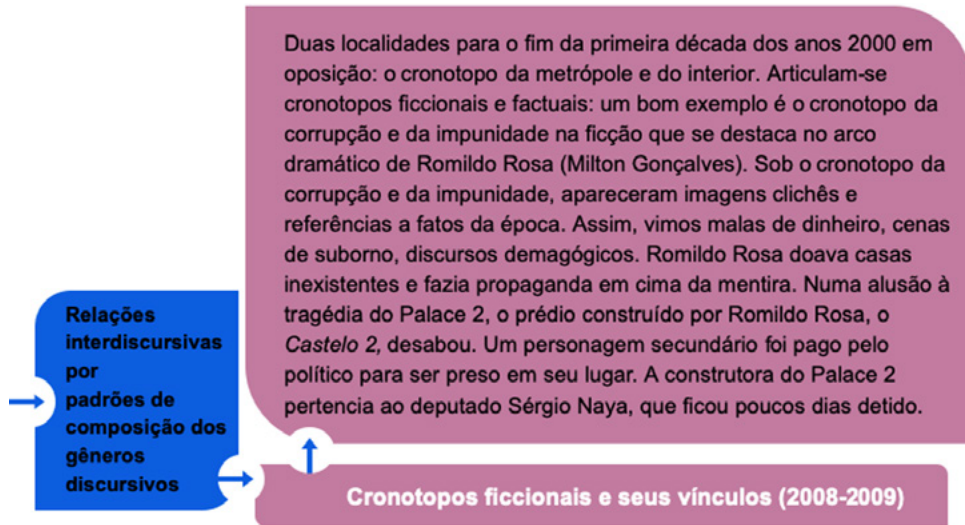 Duas localidades para o fim da primeira década dos anos 2000 em
oposição: o cronotopo da metrópole e do interior. Articulam-se
cronotopos ficcionais e factuais: um bom exemplo é o cronotopo da
corrupção e da impunidade na ficção que se destaca no arco
dramático de Romildo Rosa (Milton Gonçalves). Sob o cronotopo da
corrupção e da impunidade, apareceram imagens clichês e
referências a fatos da época. Assim, vimos malas de dinheiro, cenas
de suborno, discursos demagógicos. Romildo Rosa doava casas
inexistentes e fazia propaganda em cima da mentira. Numa alusão à
tragédia do Palace 2, o prédio construído por Romildo Rosa, o
Castelo 2, desabou. Um personagem secundário foi pago pelo
político para ser preso em seu lugar. A construtora do Palace 2
pertencia ao deputado Sérgio Naya, que ficou poucos dias detido.
Relações
interdiscursivas
por
padrões de
composição dos
gêneros
discursivos
Cronotopos ficcionais e seus vínculos (2008-2009)